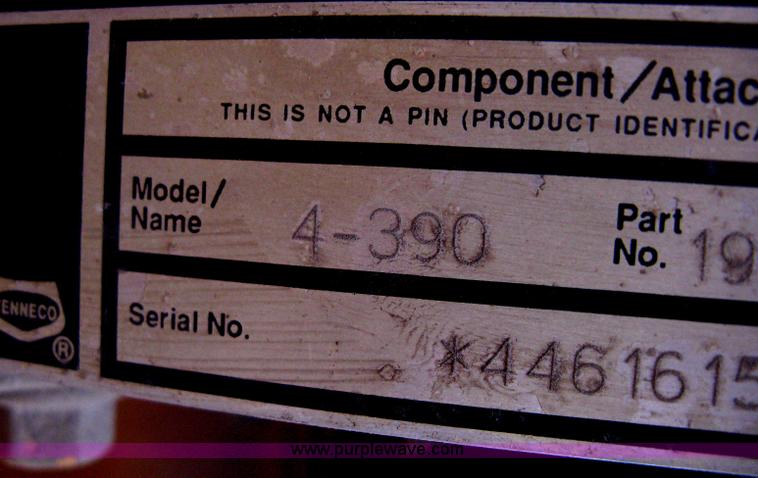 Component/Attac
THIS IS NOT A PIN (PRODUCT IDENTIFICA
Model/
Name
4-390
Part
No.
19
TENNECO
®
Serial No.
*4461615
www.purplewave.com